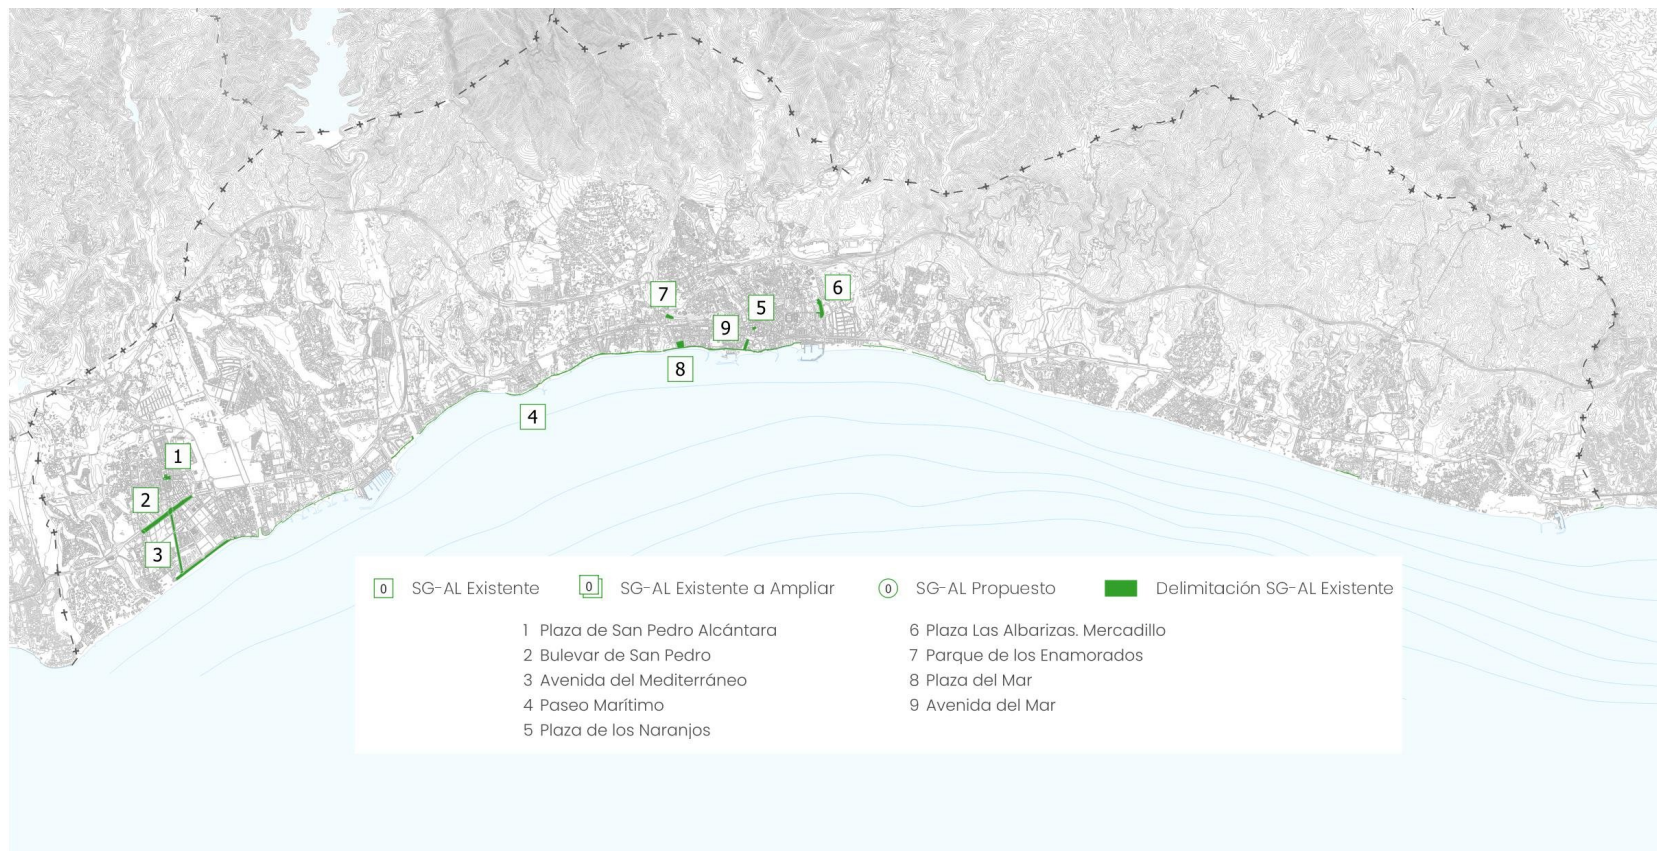 7
6
5
9
8
4
1
2
3
0 SG-AL Existente
0 SG-AL Existente a Ampliar
0 SG-AL Propuesto
Delimitación SG-AL Existente
1 Plaza de San Pedro Alcántara
2 Bulevar de San Pedro
3 Avenida del Mediterráneo
4 Paseo Marítimo
5 Plaza de los Naranjos
6 Plaza Las Albarizas. Mercadillo
7 Parque de los Enamorados
8 Plaza del Mar
9 Avenida del Mar